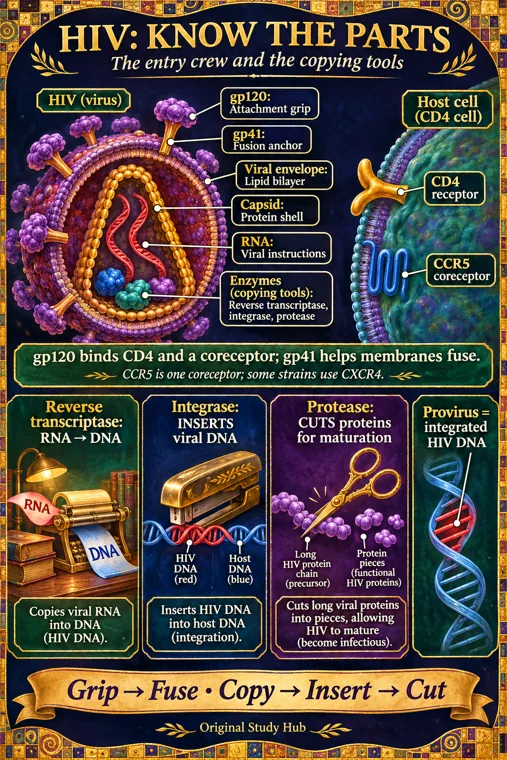 HIV: KNOW THE PARTS
The entry crew and the copying tools
HIV (virus)
gp120:
Attachment grip
gp41:
Fusion anchor
Viral envelope:
Lipid bilayer
Capsid:
Protein shell
RNA:
Viral instructions
Enzymes
(copying tools):
Reverse transcriptase,
integrase, protease
Host cell
(CD4 cell)
CD4
receptor
CCR5
coreceptor
gp120 binds CD4 and a coreceptor; gp41 helps membranes fuse.
CCR5 is one coreceptor; some strains use CXCR4.
Reverse
transcriptase:
RNA → DNA
RNA
DNA
Copies viral RNA
into DNA
(HIV DNA).
Integrase:
INSERTS
viral DNA
HIV
DNA
(red)
Host
DNA
(blue)
Inserts HIV DNA
into host DNA
(integration).
Protease:
CUTS proteins
for maturation
Long
HIV protein
chain
(precursor)
Protein
pieces
(functional
HIV proteins)
Cuts long viral proteins
into pieces, allowing
HIV to mature
(become infectious).
Provirus =
integrated
HIV DNA
Grip → Fuse • Copy → Insert → Cut
Original Study Hub